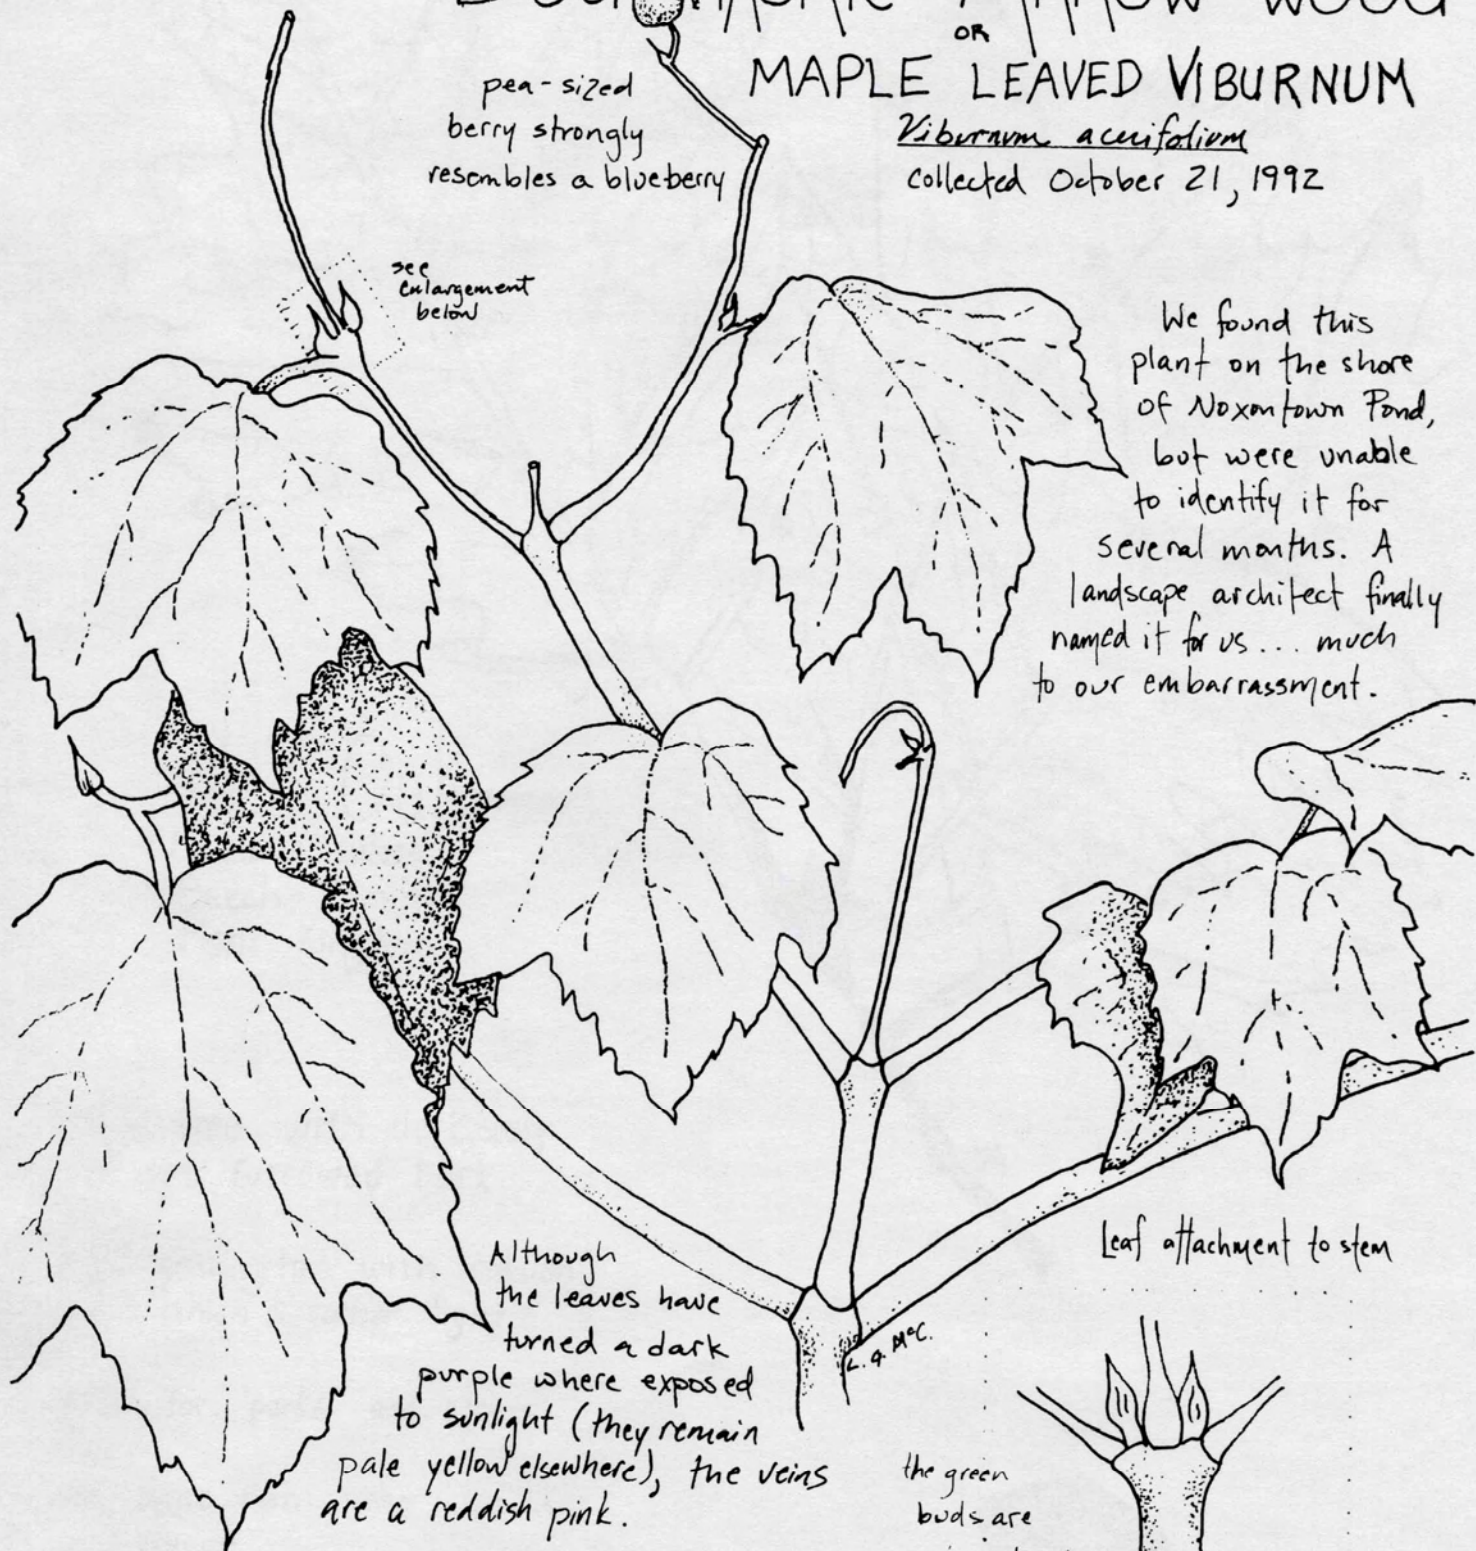 WOOD
OR
MAPLE LEAVED VIBURNUM
Viburnum acerifolium
collected October 21, 1992
pea-sized
berry strongly
resembles a blueberry
see
enlargement
below
We found this
plant on the shore
of Noxontown Pond,
but were unable
to identify it for
several months. A
landscape architect finally
named it for us... much
to our embarrassment.
Leaf attachment to stem
Although
the leaves have
turned a dark
purple where exposed
to sunlight (they remain
pale yellow elsewhere), the veins
are a reddish pink.
L. A. McC.
the green
buds are